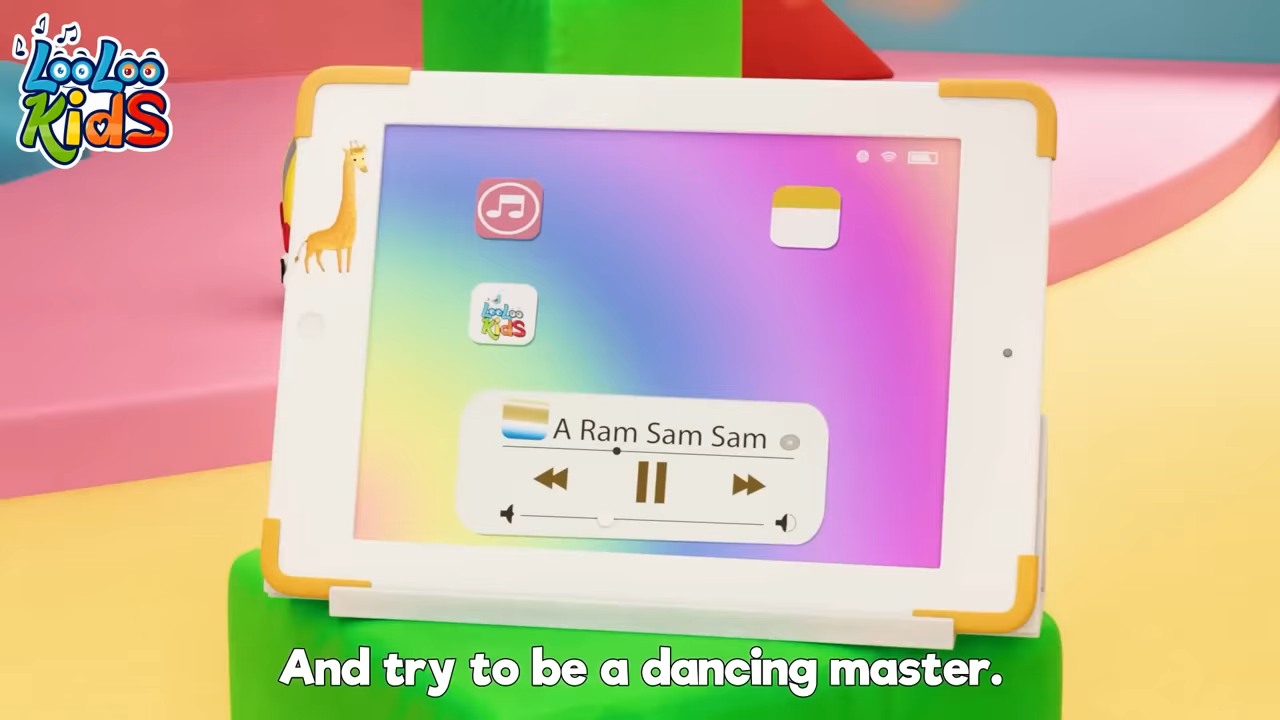 LooLoo
Kids
LooLoo
Kids
A Ram Sam Sam
And try to be a dancing master.